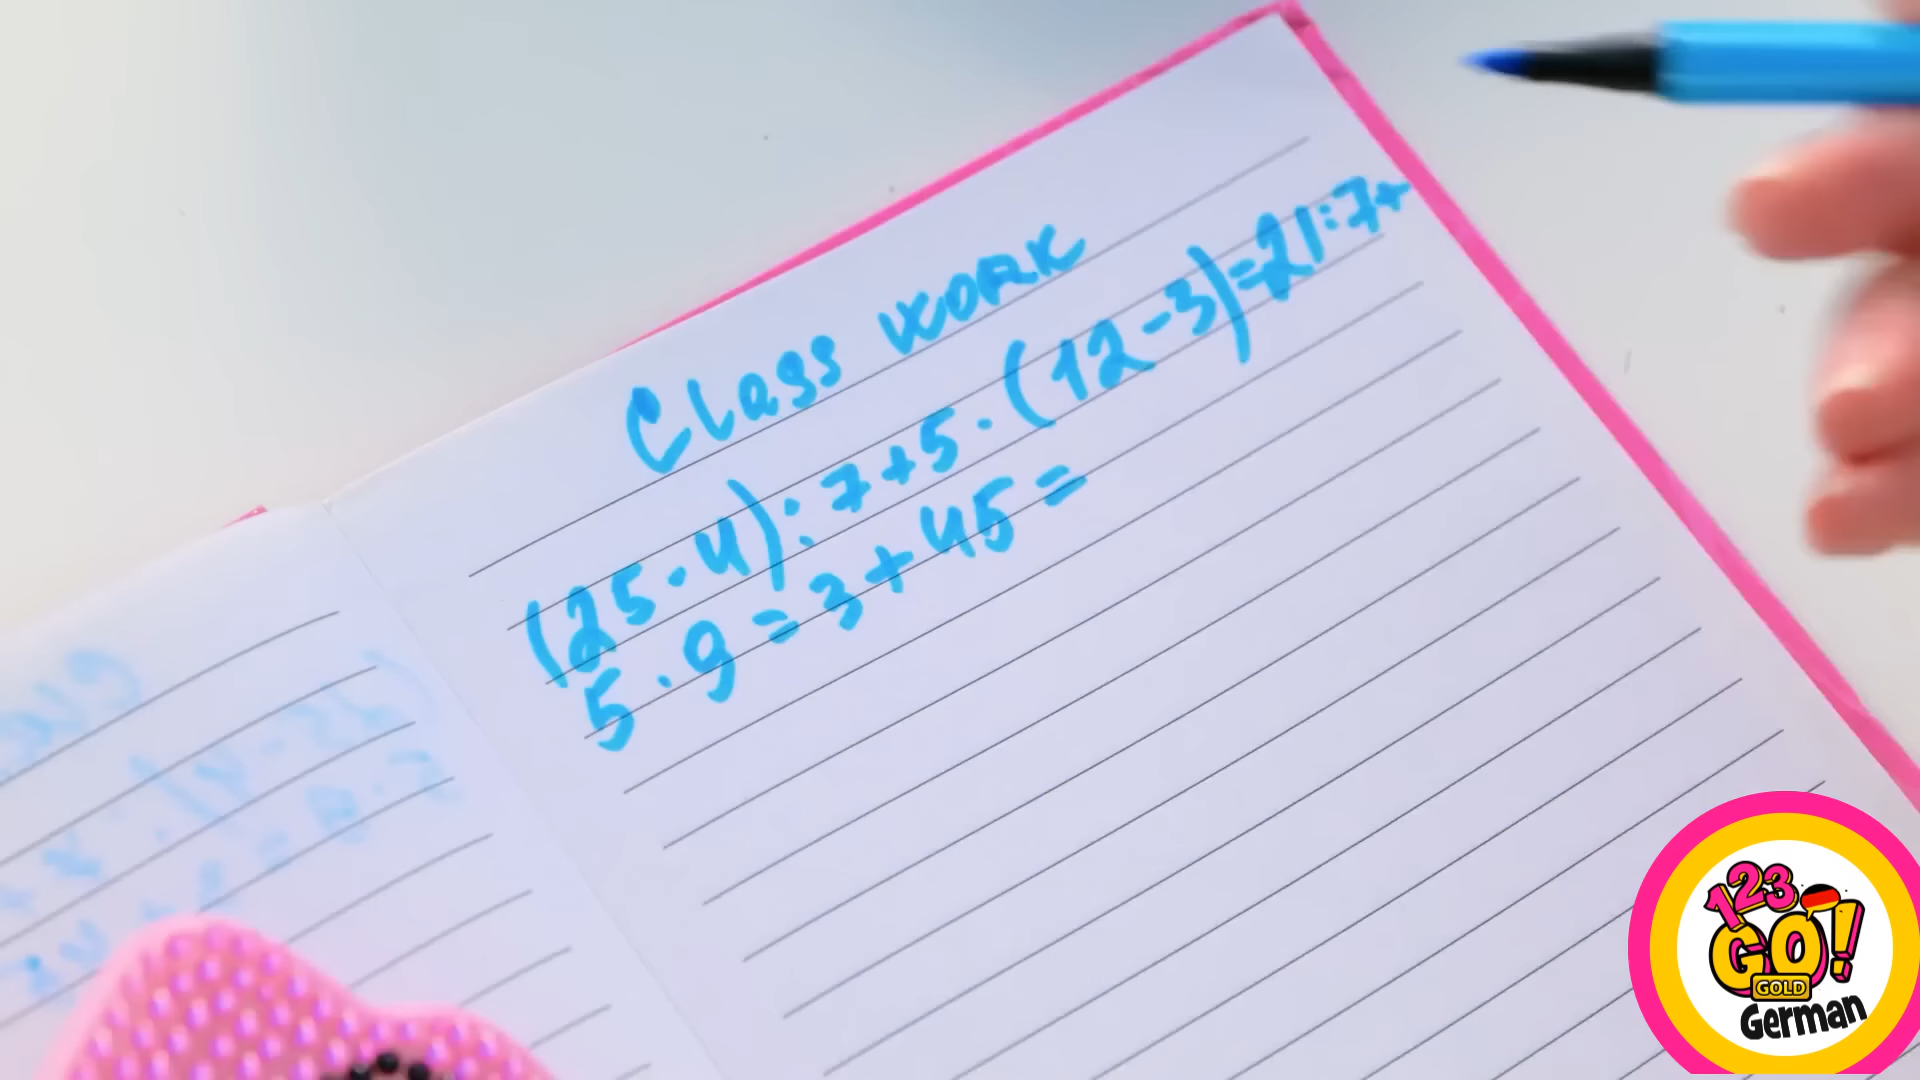 Class work
(25 - 4) : 7 + 5 · (12 - 3) = 21 : 7 +
5 · 9 = 3 + 45 =
123 GO!
GOLD
German